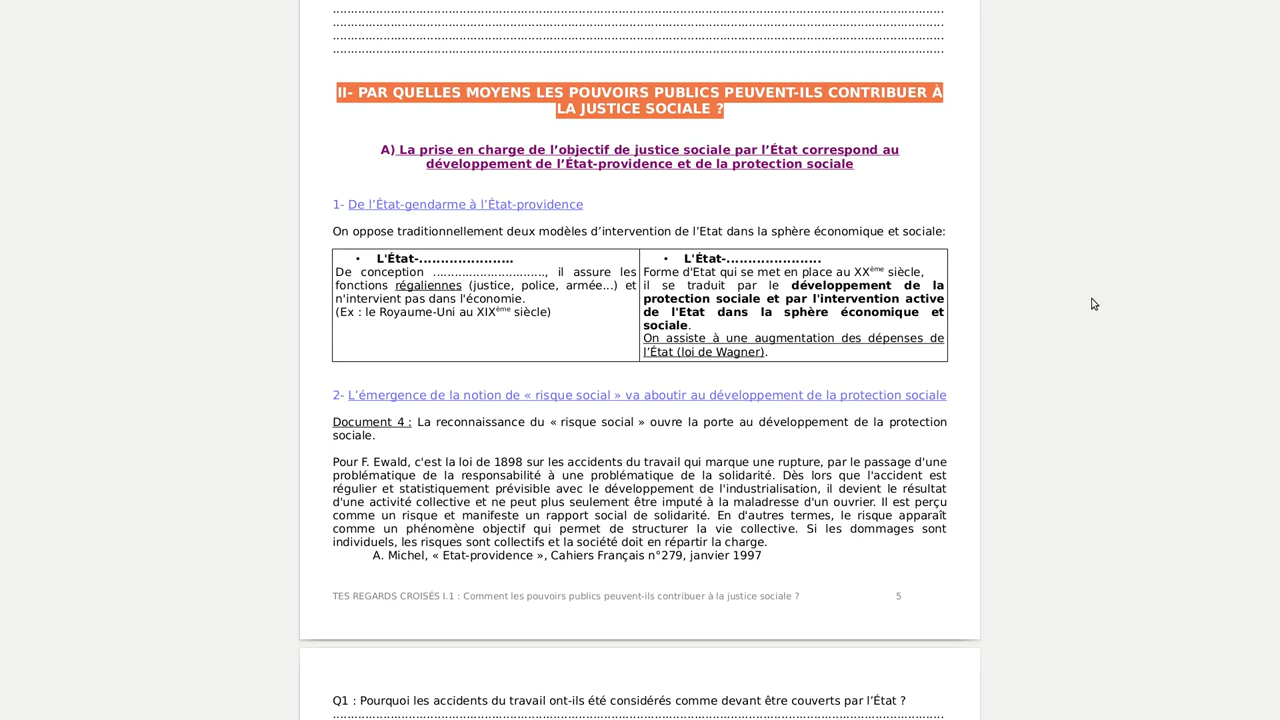 ....................................................................................................................................................................
....................................................................................................................................................................
....................................................................................................................................................................
....................................................................................................................................................................
II- PAR QUELLES MOYENS LES POUVOIRS PUBLICS PEUVENT-ILS CONTRIBUER À
LA JUSTICE SOCIALE ?
A) La prise en charge de l’objectif de justice sociale par l’État correspond au
développement de l’État-providence et de la protection sociale
1- De l’État-gendarme à l’État-providence
On oppose traditionnellement deux modèles d’intervention de l’Etat dans la sphère économique et sociale:
• L'État-......................
De conception ..............................., il assure les
fonctions régaliennes (justice, police, armée...) et
n'intervient pas dans l'économie.
(Ex : le Royaume-Uni au XIXème siècle)
• L'État-......................
Forme d'Etat qui se met en place au XXème siècle,
il se traduit par le développement de la
protection sociale et par l'intervention active
de l'Etat dans la sphère économique et
sociale.
On assiste à une augmentation des dépenses de
l’État (loi de Wagner).
2- L’émergence de la notion de « risque social » va aboutir au développement de la protection sociale
Document 4 : La reconnaissance du « risque social » ouvre la porte au développement de la protection
sociale.
Pour F. Ewald, c'est la loi de 1898 sur les accidents du travail qui marque une rupture, par le passage d'une
problématique de la responsabilité à une problématique de la solidarité. Dès lors que l'accident est
régulier et statistiquement prévisible avec le développement de l'industrialisation, il devient le résultat
d'une activité collective et ne peut plus seulement être imputé à la maladresse d'un ouvrier. Il est perçu
comme un risque et manifeste un rapport social de solidarité. En d'autres termes, le risque apparaît
comme un phénomène objectif qui permet de structurer la vie collective. Si les dommages sont
individuels, les risques sont collectifs et la société doit en répartir la charge.
A. Michel, « Etat-providence », Cahiers Français n°279, janvier 1997
TES REGARDS CROISÉS I.1 : Comment les pouvoirs publics peuvent-ils contribuer à la justice sociale ? 5
Q1 : Pourquoi les accidents du travail ont-ils été considérés comme devant être couverts par l’État ?
....................................................................................................................................................................